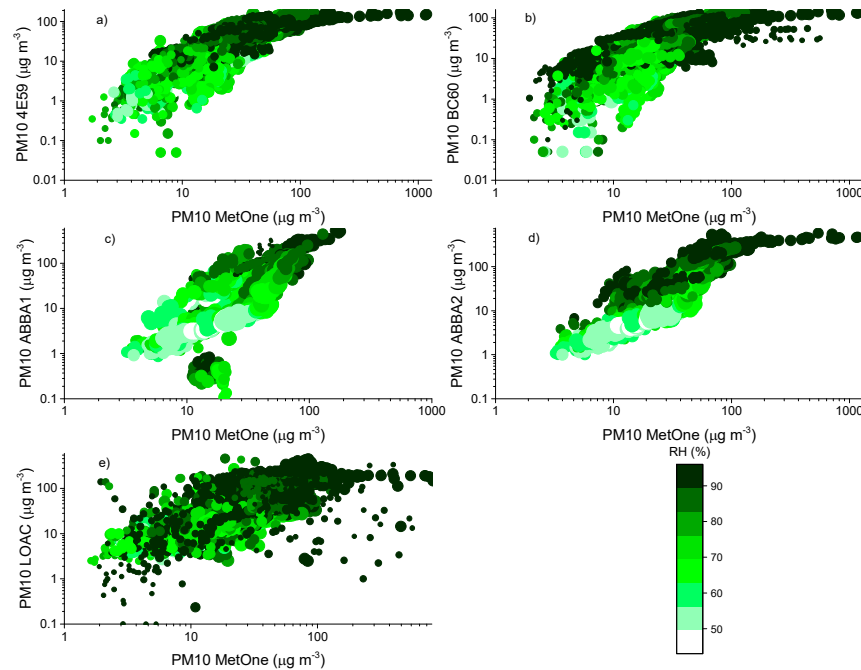 a)
PM10 4E59 (µg m⁻³)
100
10
1
0.1
0.01
1 10 100 1000
PM10 MetOne (µg m⁻³)
b)
PM10 BC60 (µg m⁻³)
100
10
1
0.1
0.01
1 10 100 1000
PM10 MetOne (µg m⁻³)
c)
PM10 ABBA1 (µg m⁻³)
100
10
1
0.1
1 10 100 1000
PM10 MetOne (µg m⁻³)
d)
PM10 ABBA2 (µg m⁻³)
100
10
1
0.1
1 10 100 1000
PM10 MetOne (µg m⁻³)
e)
PM10 LOAC (µg m⁻³)
100
10
1
0.1
1 10 100
PM10 MetOne (µg m⁻³)
RH (%)
90
80
70
60
50